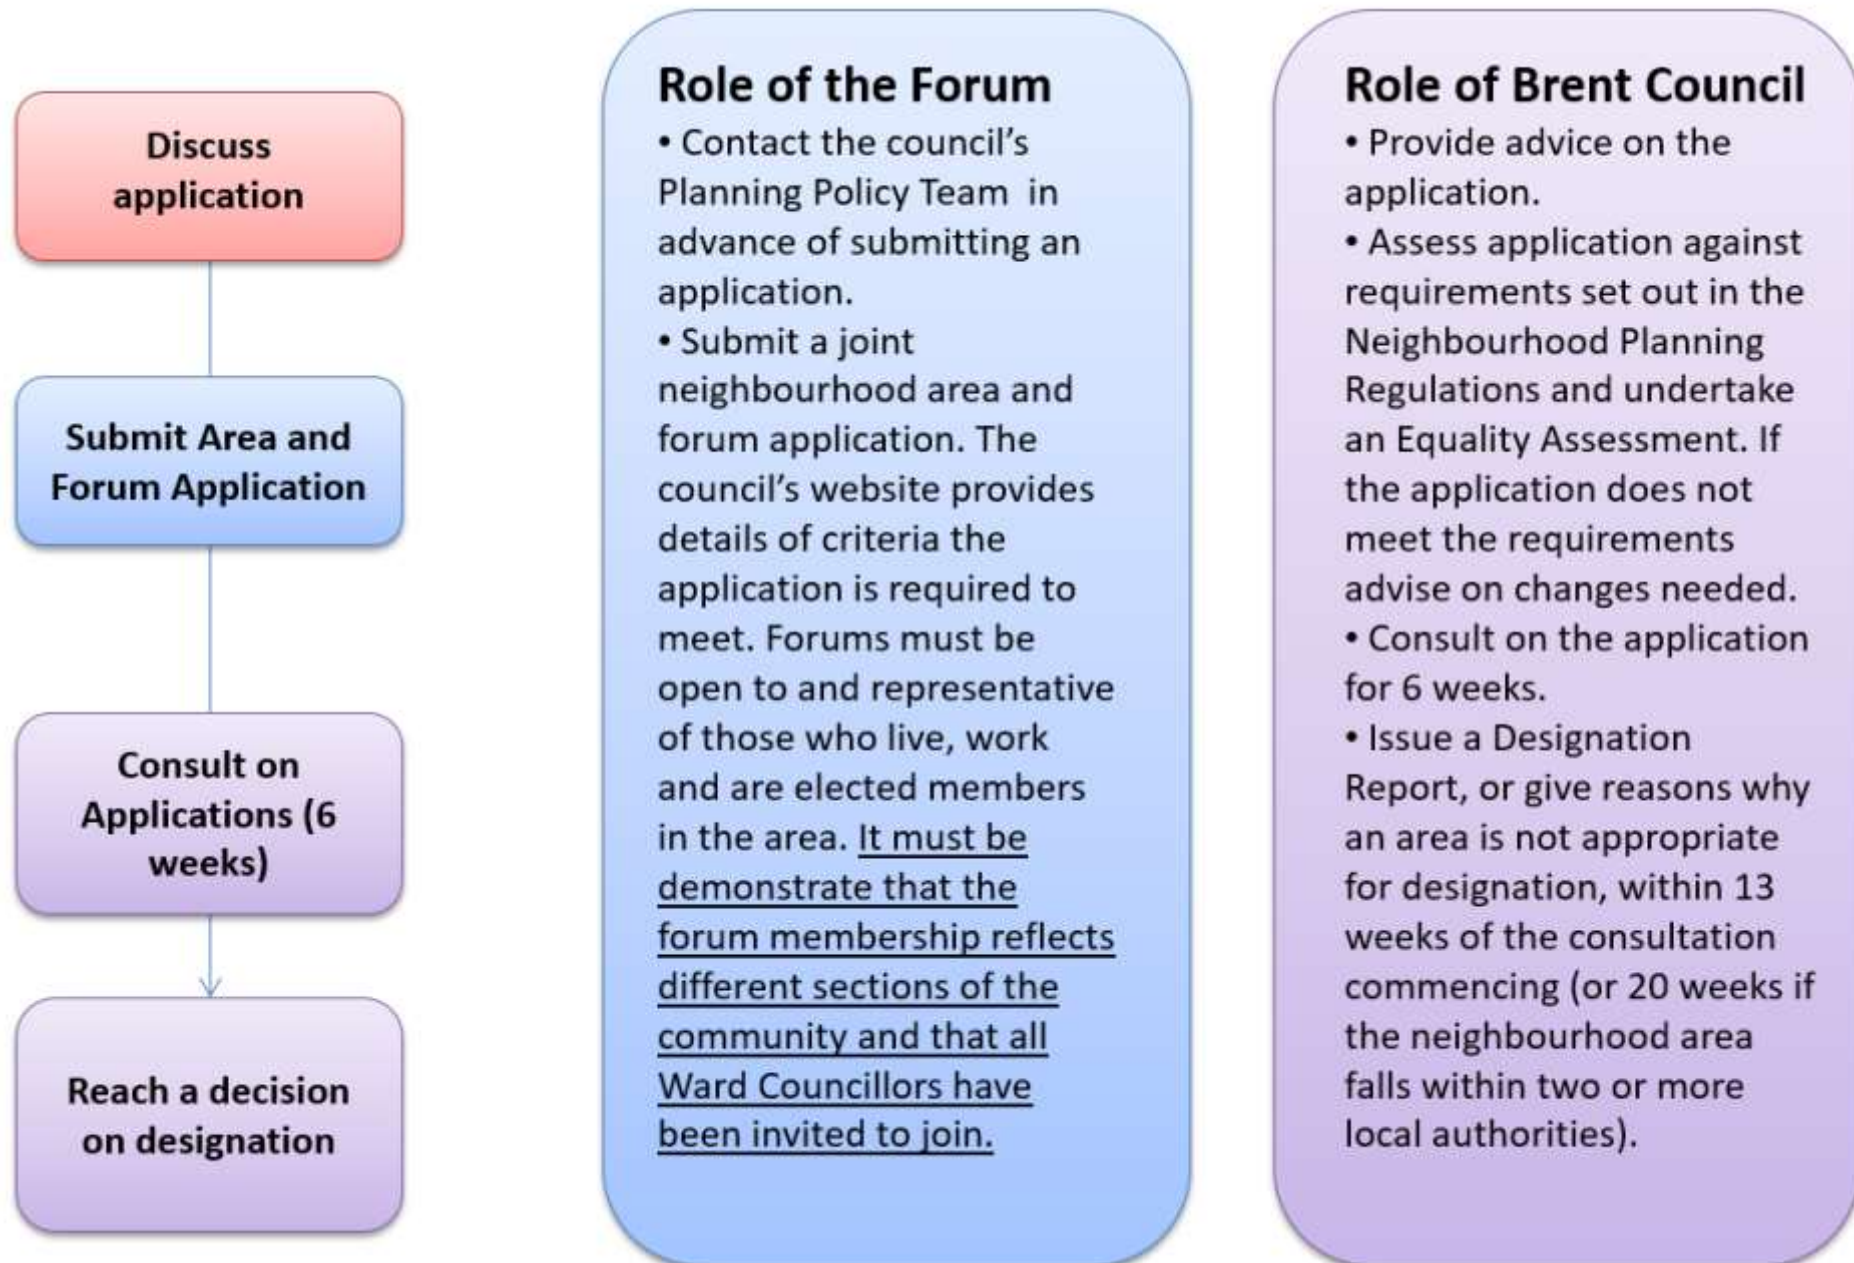 Discuss
application
Submit Area and
Forum Application
Consult on
Applications (6
weeks)
Reach a decision
on designation
Role of the Forum
• Contact the council’s
Planning Policy Team  in
advance of submitting an
application.
• Submit a joint
neighbourhood area and
forum application. The
council’s website provides
details of criteria the
application is required to
meet. Forums must be
open to and representative
of those who live, work
and are elected members
in the area. It must be
demonstrate that the
forum membership reflects
different sections of the
community and that all
Ward Councillors have
been invited to join.
Role of Brent Council
• Provide advice on the
application.
• Assess application against
requirements set out in the
Neighbourhood Planning
Regulations and undertake
an Equality Assessment. If
the application does not
meet the requirements
advise on changes needed.
• Consult on the application
for 6 weeks.
• Issue a Designation
Report, or give reasons why
an area is not appropriate
for designation, within 13
weeks of the consultation
commencing (or 20 weeks if
the neighbourhood area
falls within two or more
local authorities).